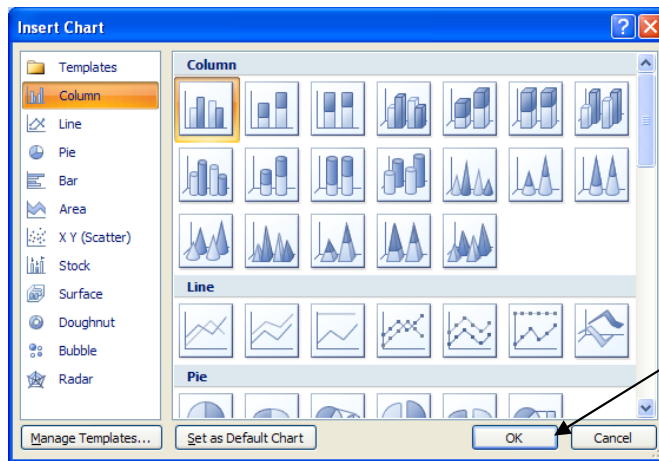 Insert Chart
Templates
Column
Line
Pie
Bar
Area
X Y (Scatter)
Stock
Surface
Doughnut
Bubble
Radar
Column
Line
Pie
Manage Templates...
Set as Default Chart
OK
Cancel